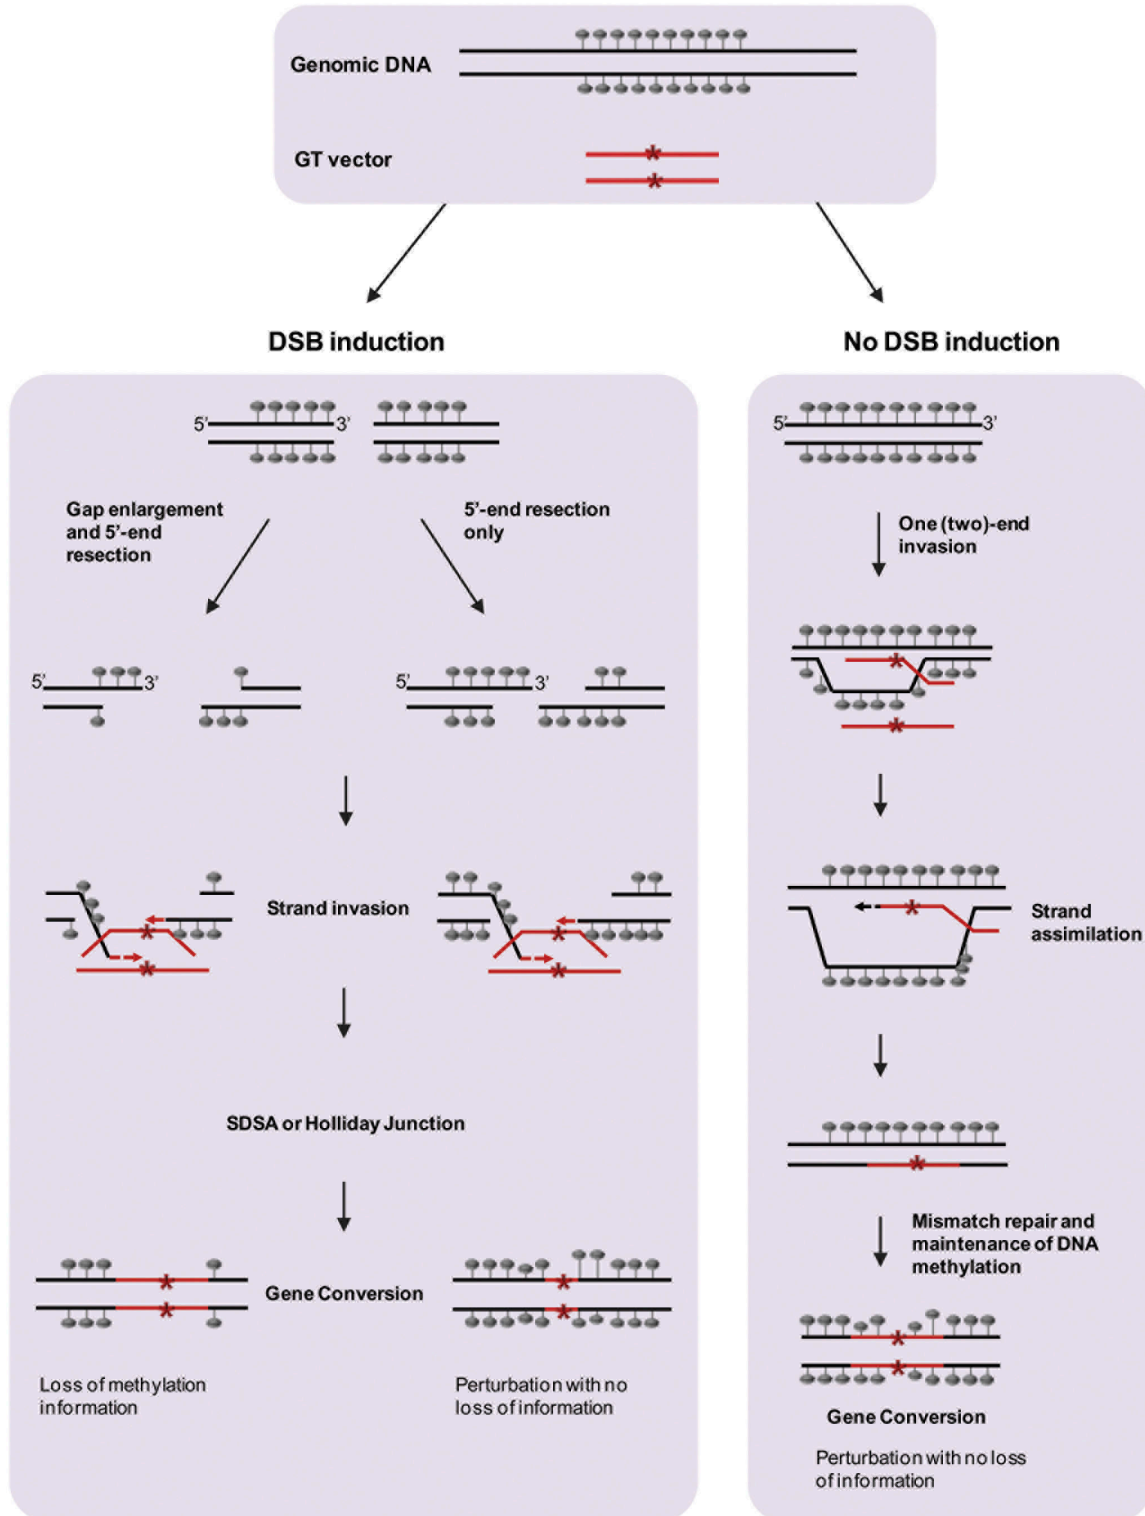 Genomic DNA
GT vector
*
*
DSB induction
No DSB induction
5’
3’
Gap enlargement
and 5’-end
resection
5’-end resection
only
5’
3’
5’
3’
Strand invasion
*
*
*
*
SDSA or Holliday Junction
Gene Conversion
*
*
*
*
Loss of methylation
information
Perturbation with no
loss of information
5’
3’
One (two)-end
invasion
*
*
*
Strand
assimilation
*
Mismatch repair and
maintenance of DNA
methylation
*
*
Gene Conversion
Perturbation with no loss
of information